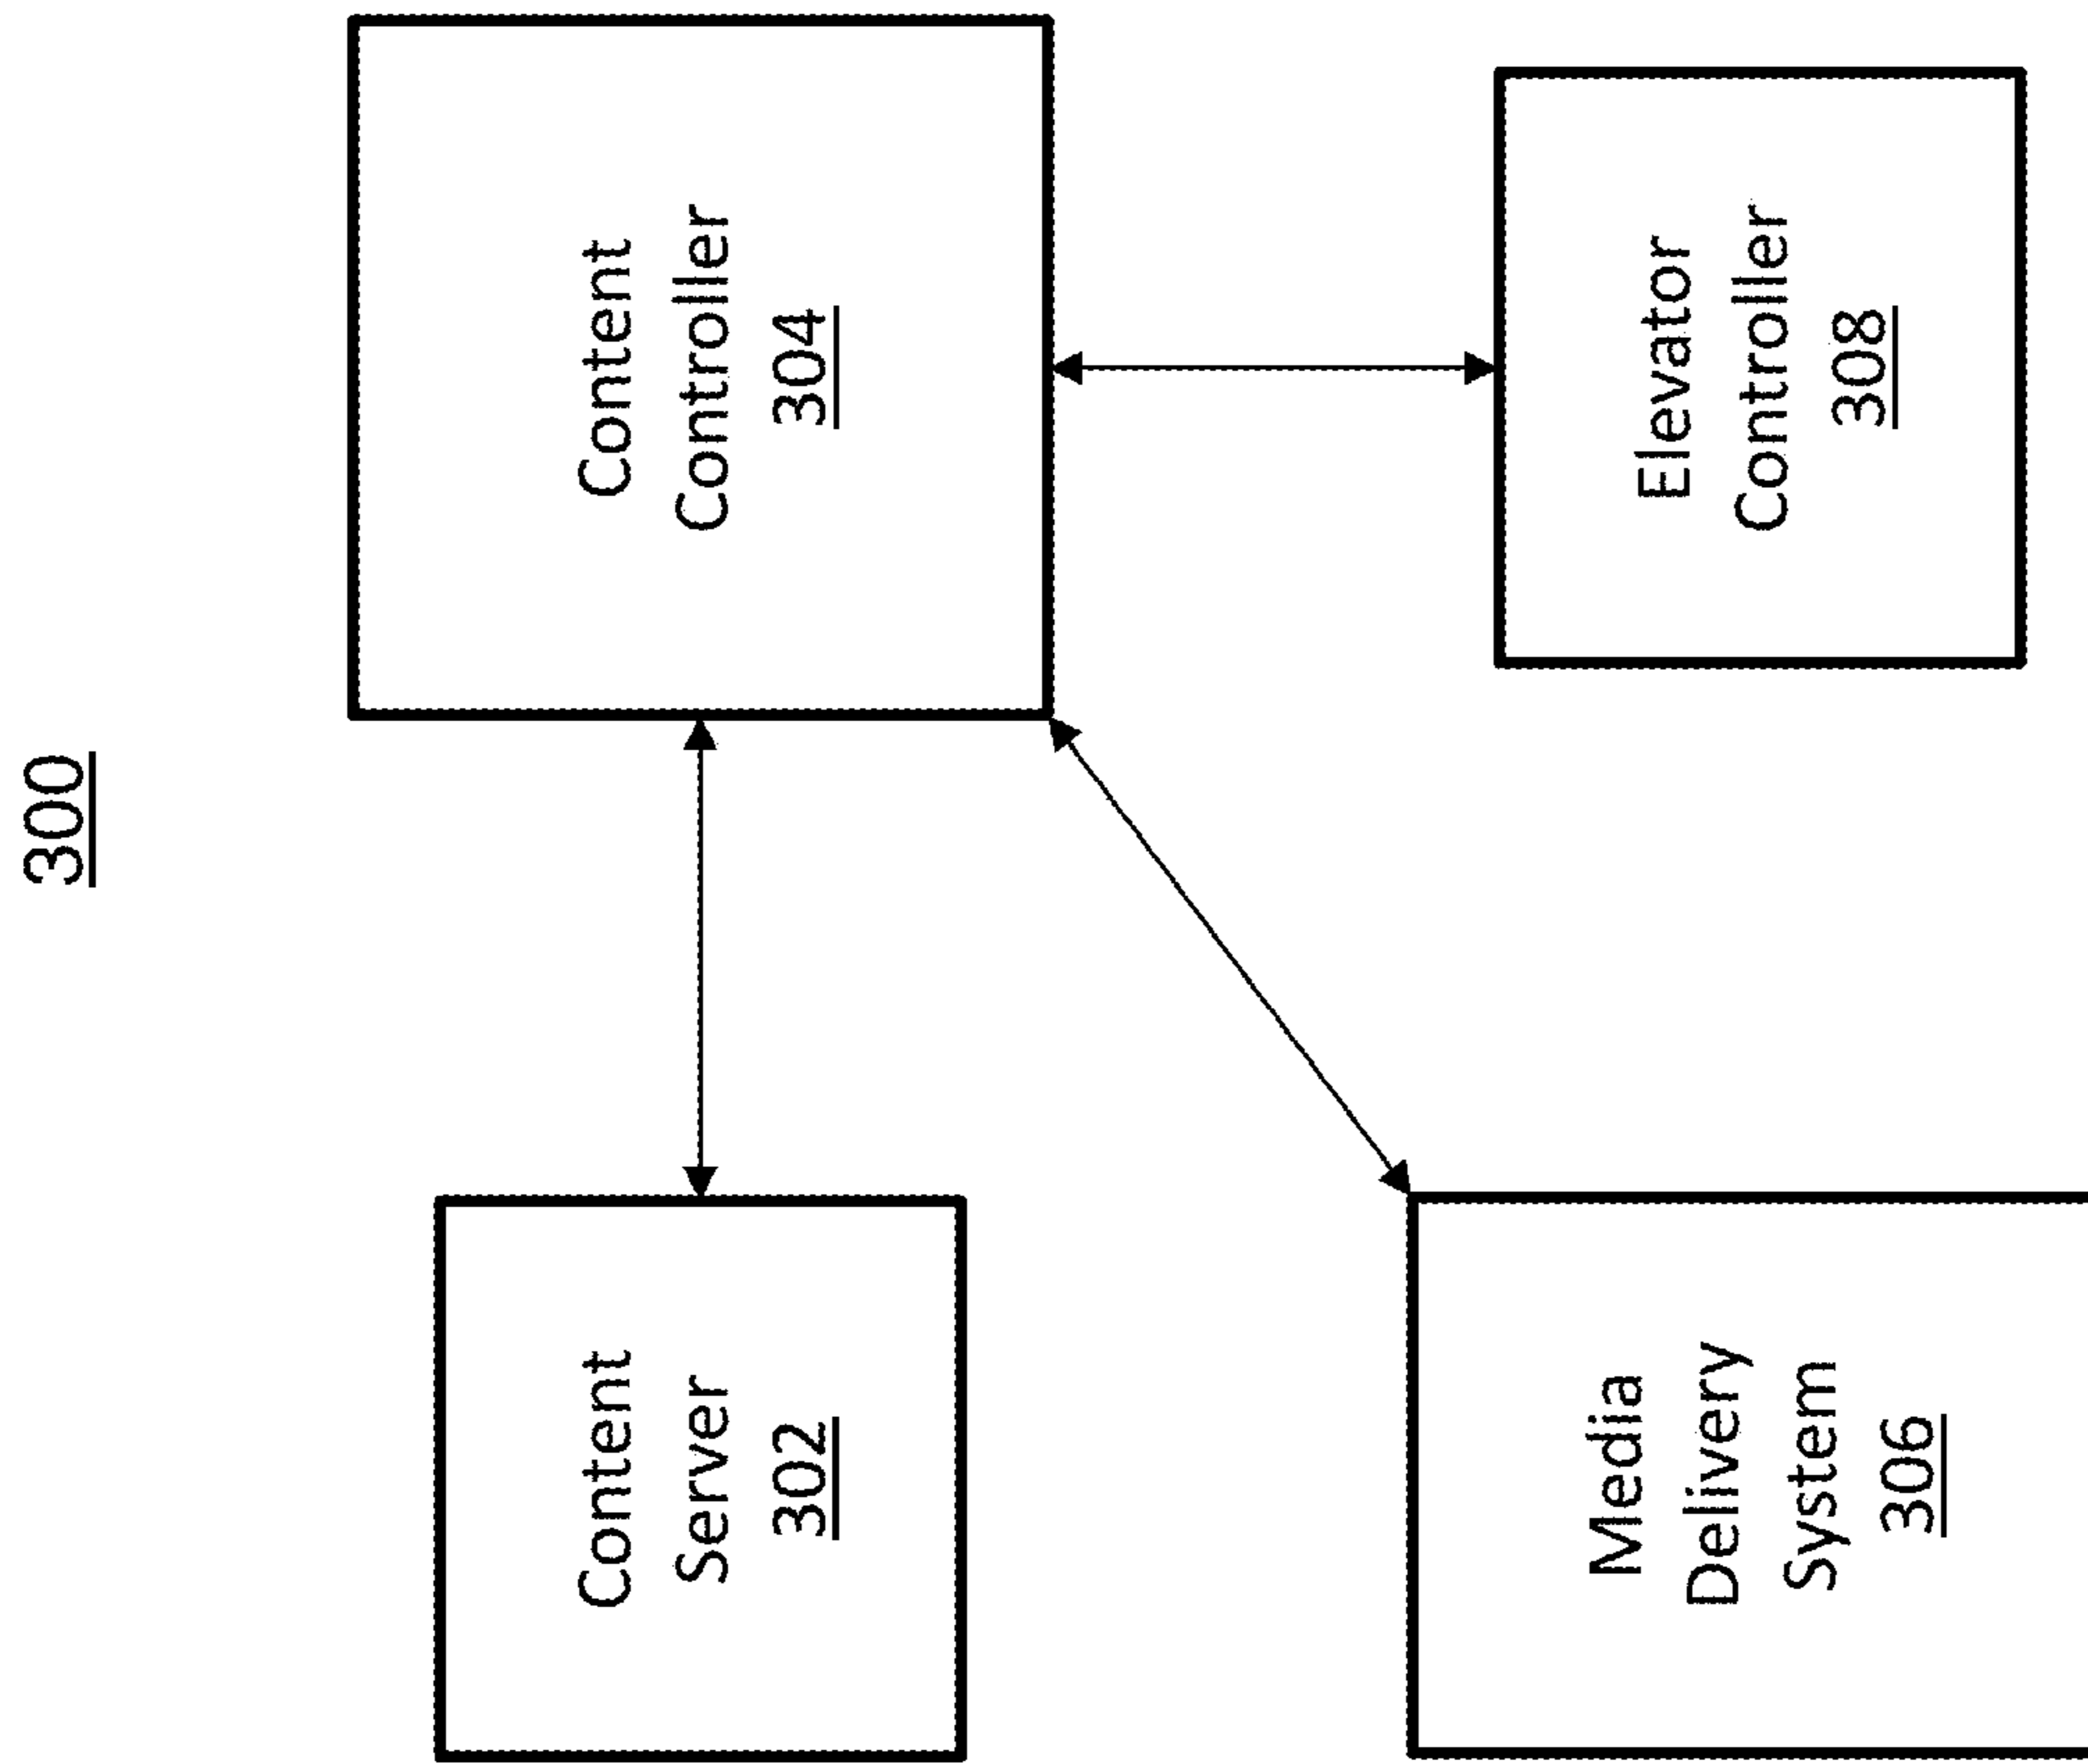 300
Content
Server
302
Content
Controller
304
Media
Delivery
System
306
Elevator
Controller
308